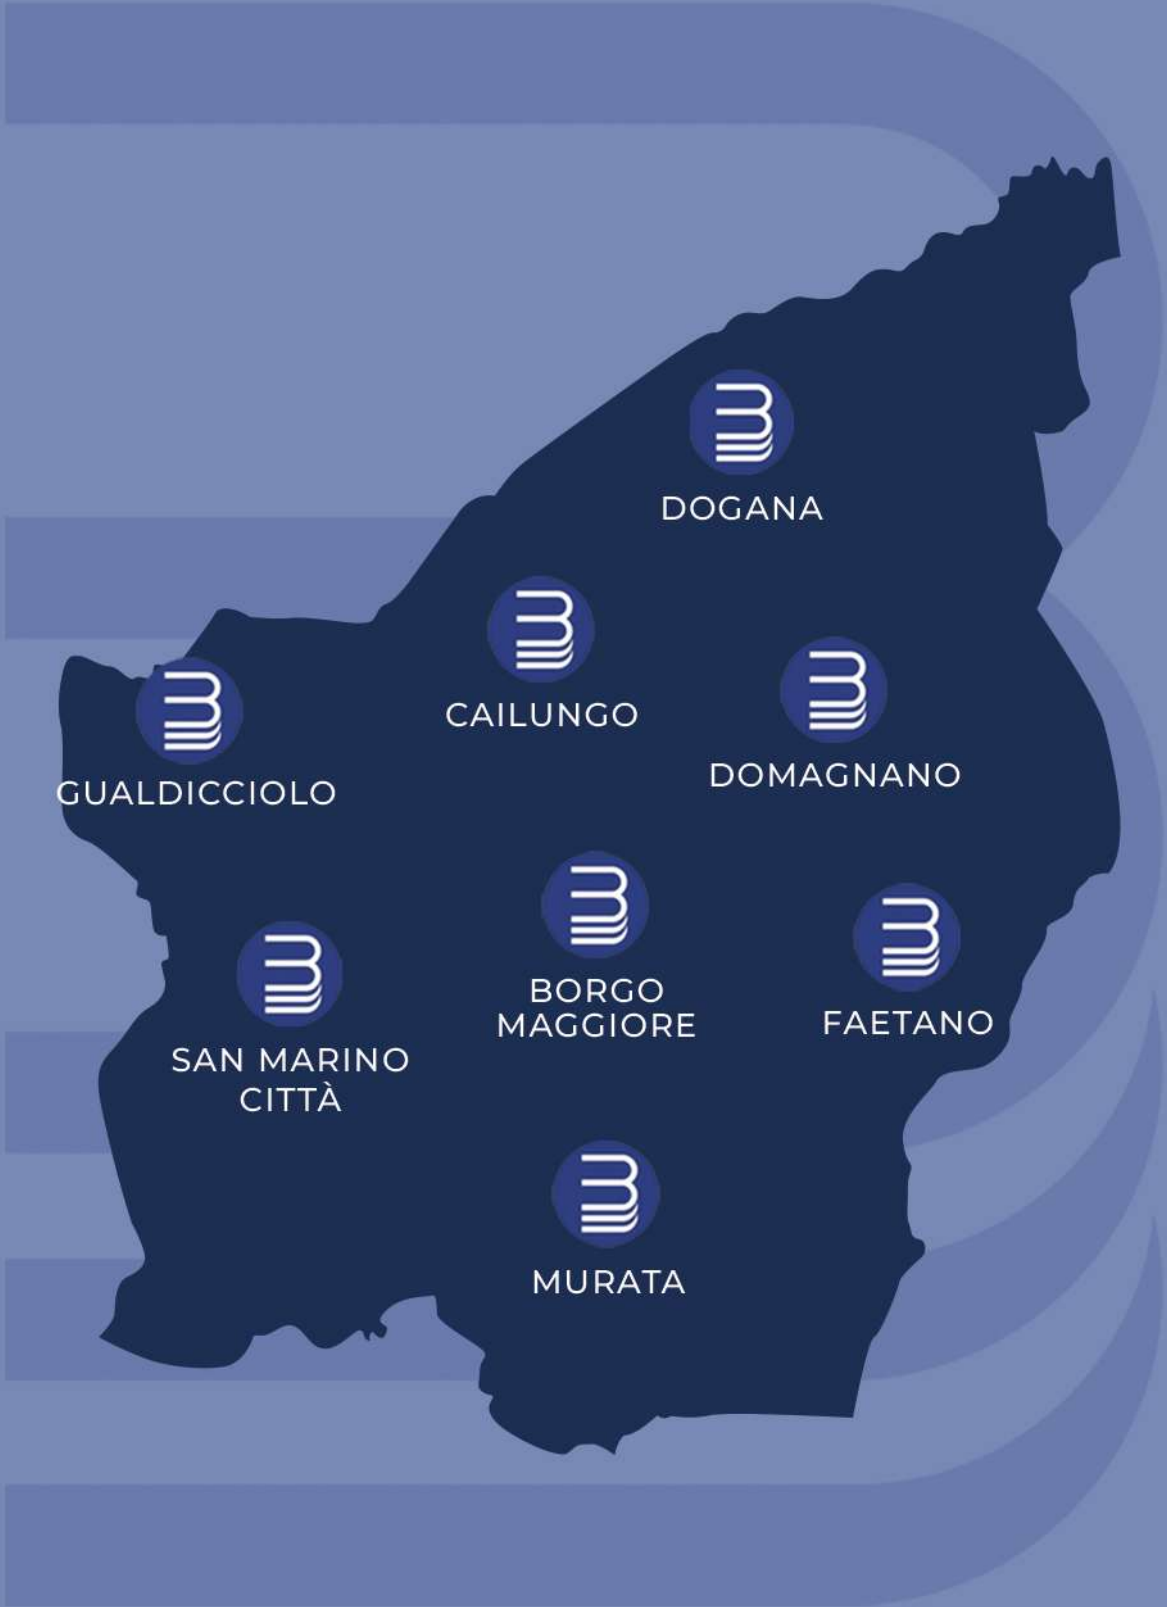 DOGANA
CAILUNGO
DOMAGNANO
GUALDICCIOLO
BORGO
MAGGIORE
FAETANO
SAN MARINO
CITTÀ
MURATA